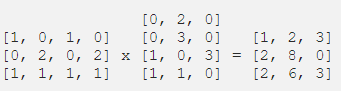 [0, 2, 0]
[1, 0, 1, 0] [0, 3, 0] [1, 2, 3]
[0, 2, 0, 2] x [1, 0, 3] = [2, 8, 0]
[1, 1, 1, 1] [1, 1, 0] [2, 6, 3]